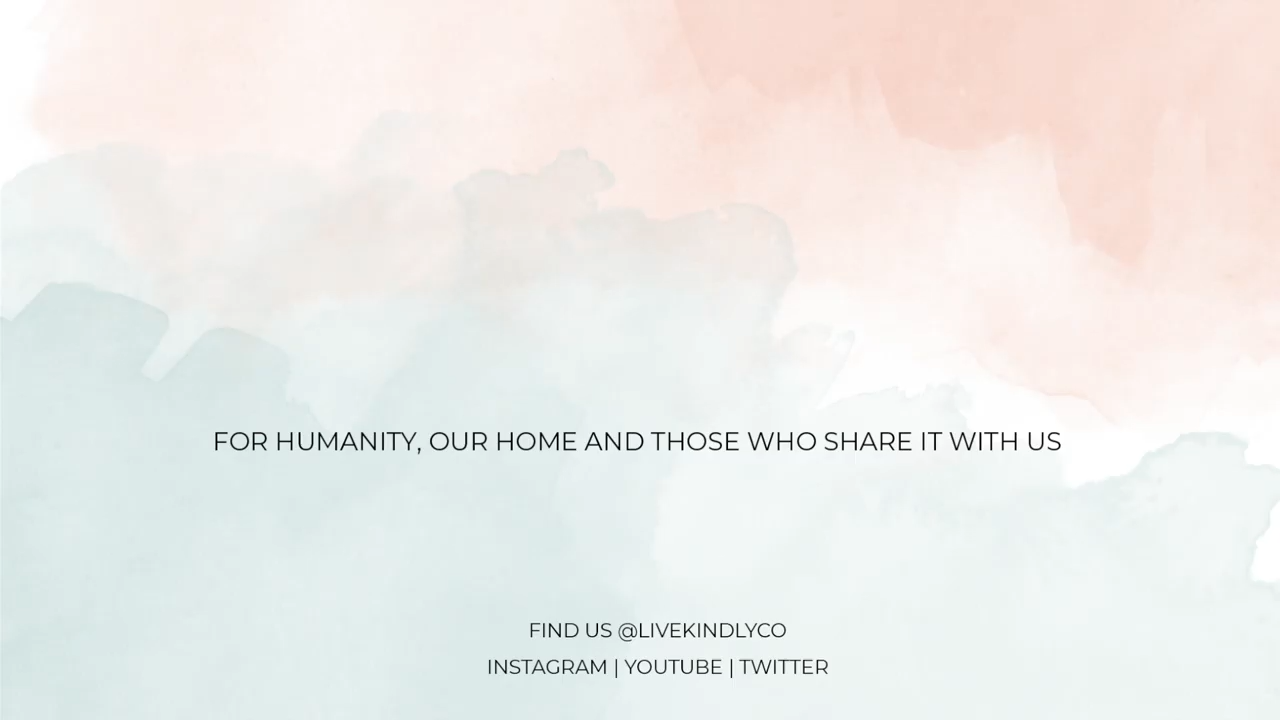 FOR HUMANITY, OUR HOME AND THOSE WHO SHARE IT WITH US
FIND US @LIVEKINDLYCO
INSTAGRAM | YOUTUBE | TWITTER